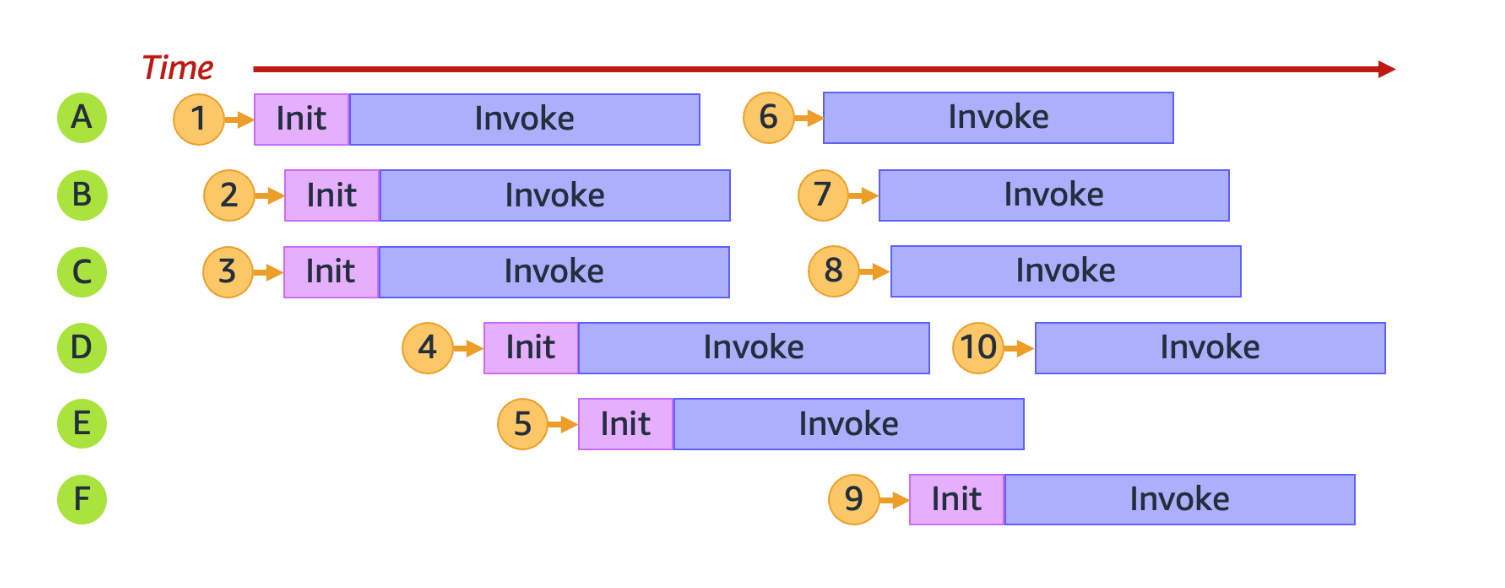 Time
A 1 Init Invoke 6 Invoke
B 2 Init Invoke 7 Invoke
C 3 Init Invoke 8 Invoke
D 4 Init Invoke 10 Invoke
E 5 Init Invoke
F 9 Init Invoke